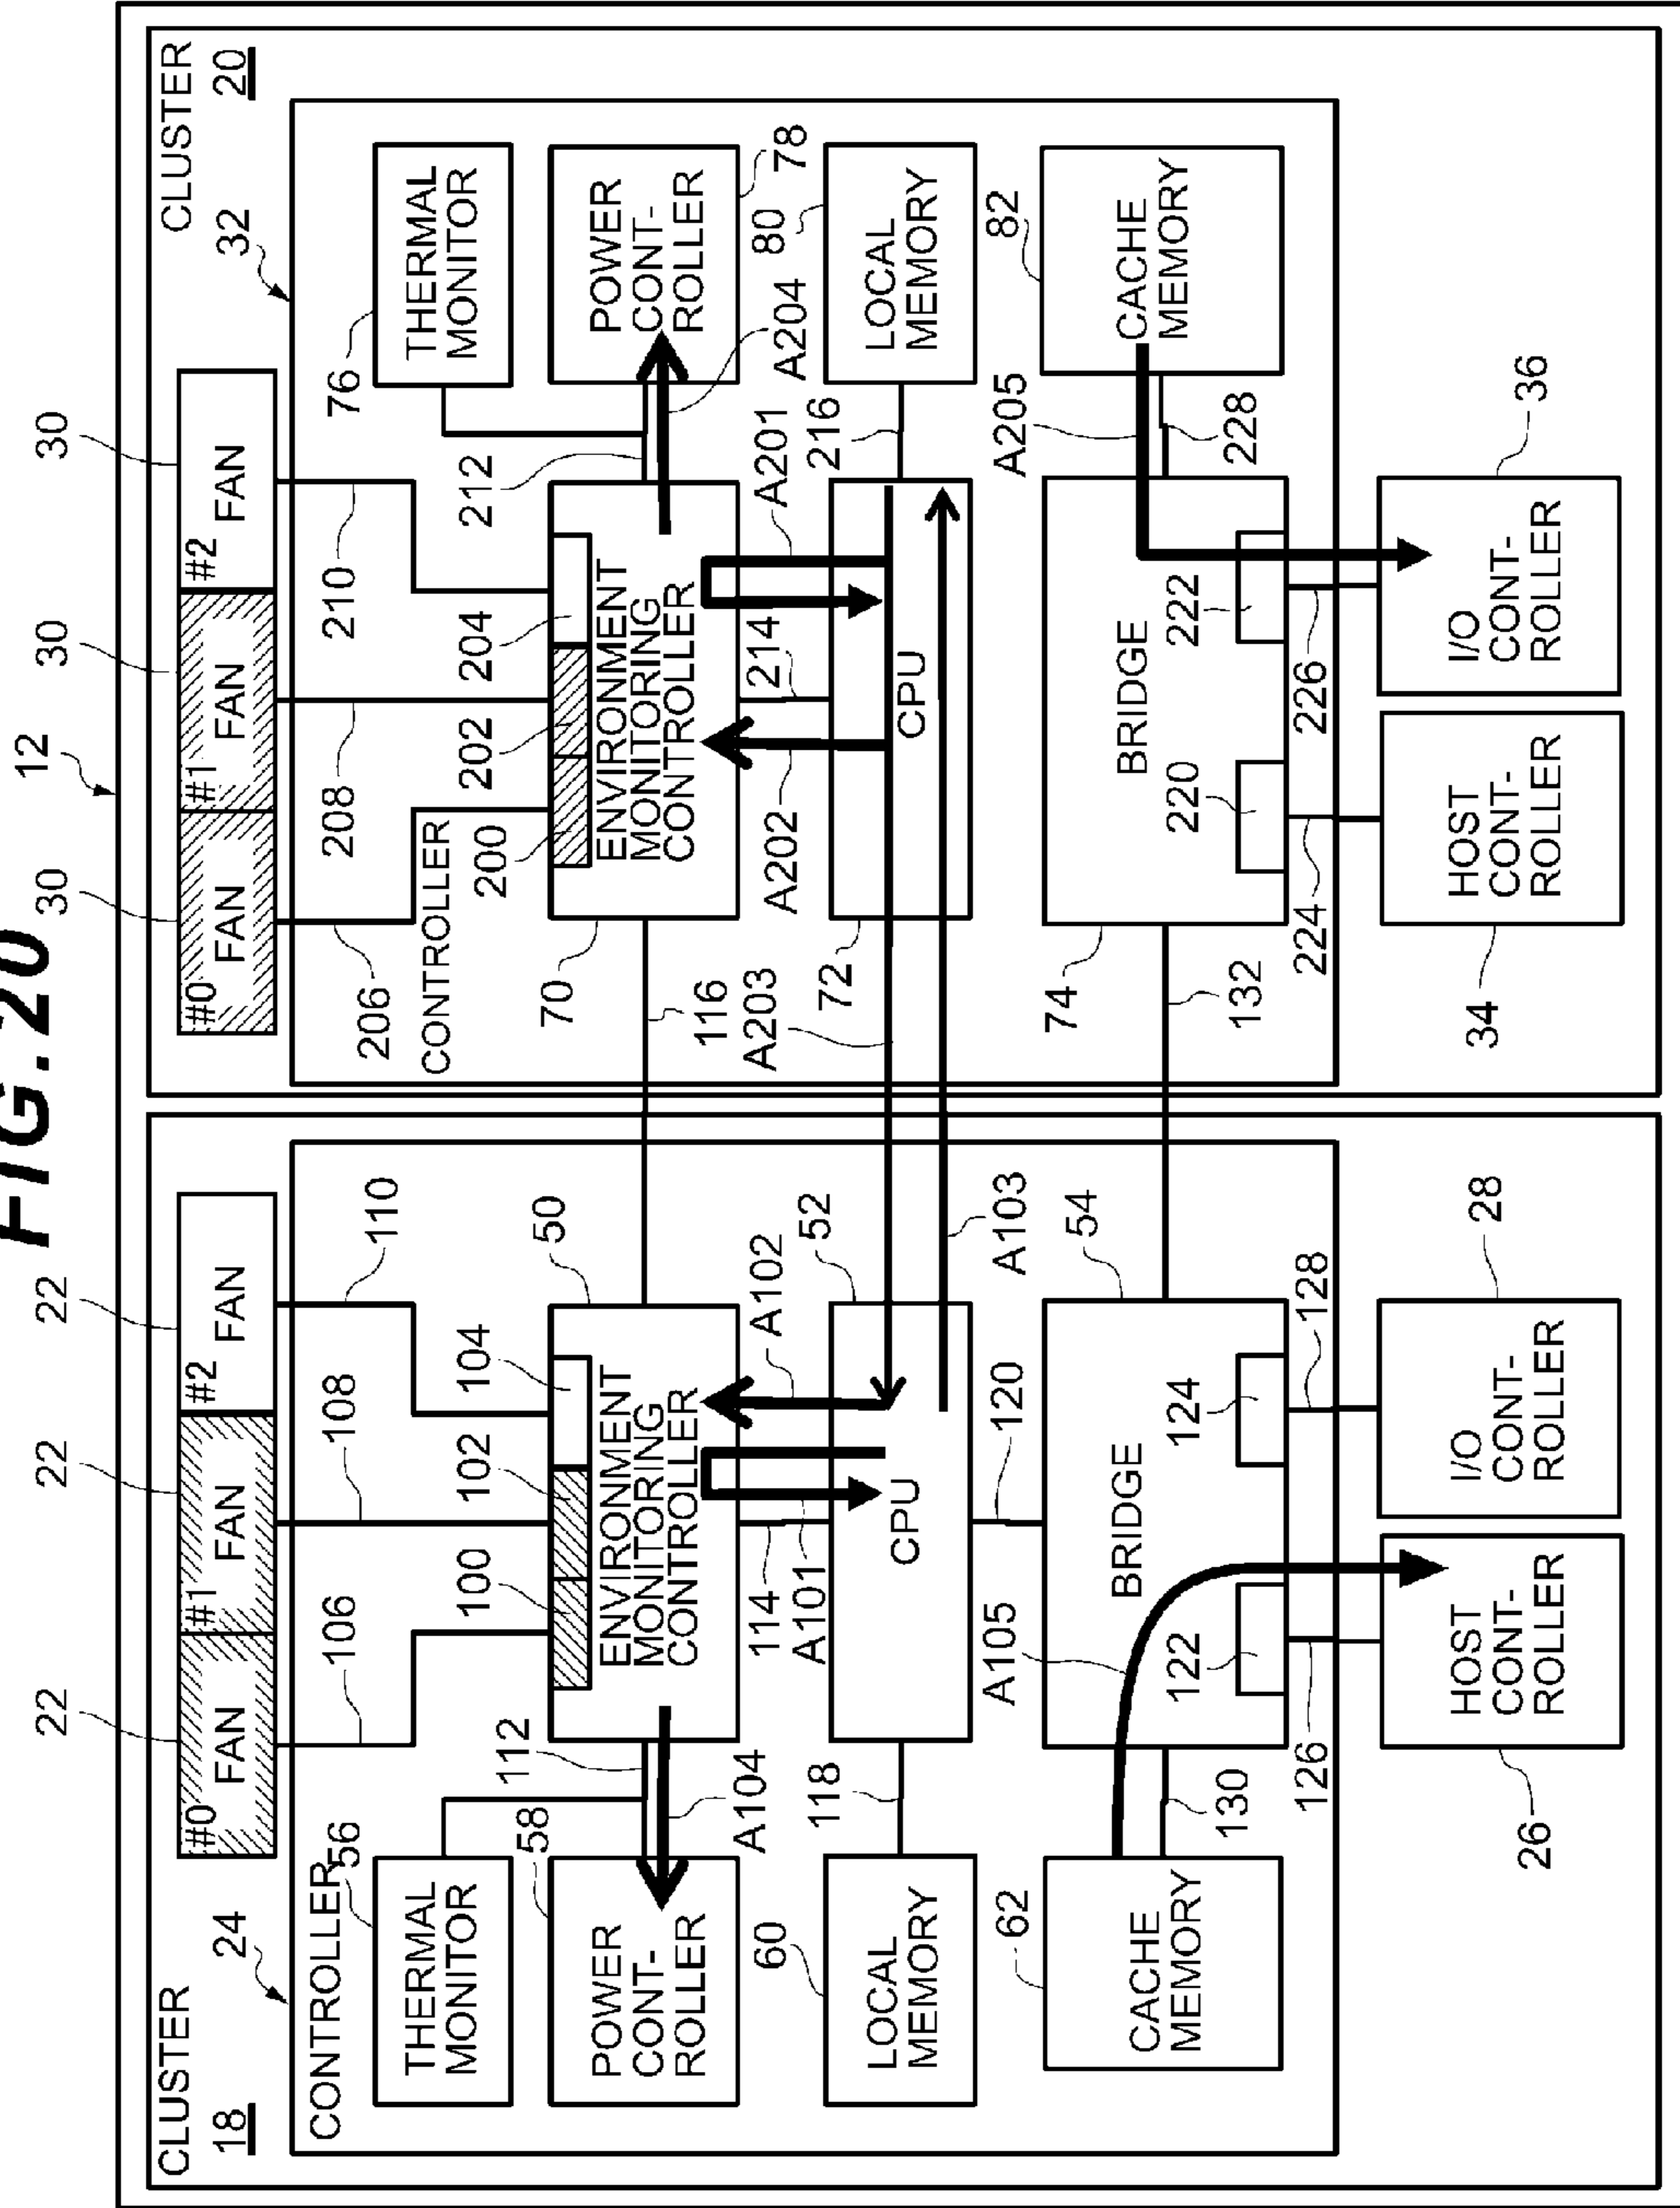 FIG.20
12
CLUSTER
18
24
22
22
22
#0
FAN
#1
FAN
#2
FAN
CONTROLLER
106
108
110
56
THERMAL
MONITOR
112
100
102
104
50
ENVIRONMENT
MONITORING
CONTROLLER
58
POWER
CONT-
ROLLER
A104
114
A101
A102
52
118
CPU
60
LOCAL
MEMORY
120
A103
A105
54
62
CACHE
MEMORY
BRIDGE
122
124
130
126
128
28
26
HOST
CONT-
ROLLER
I/O
CONT-
ROLLER
CLUSTER
20
32
30
30
30
#0
FAN
#1
FAN
#2
FAN
206
208
210
CONTROLLER
76
THERMAL
MONITOR
200
202
204
212
70
ENVIRONMENT
MONITORING
CONTROLLER
POWER
CONT-
ROLLER
78
116
A203
A202
214
A201
A204
80
72
CPU
216
LOCAL
MEMORY
A205
82
74
BRIDGE
CACHE
MEMORY
220
222
228
132
224
226
36
34
HOST
CONT-
ROLLER
I/O
CONT-
ROLLER